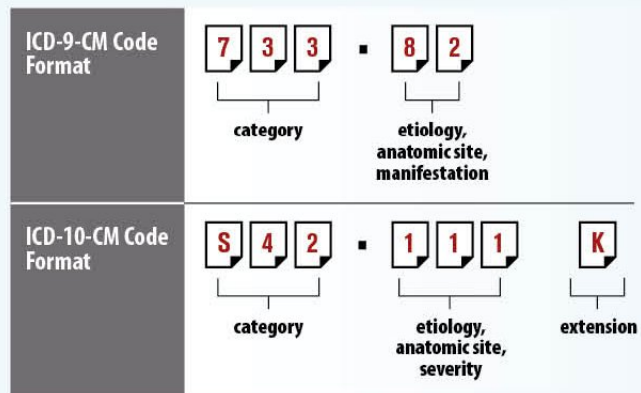 ICD-9-CM Code
Format
7 3 3 . 8 2
category
etiology,
anatomic site,
manifestation
ICD-10-CM Code
Format
S 4 2 . 1 1 1 K
category
etiology,
anatomic site,
severity
extension